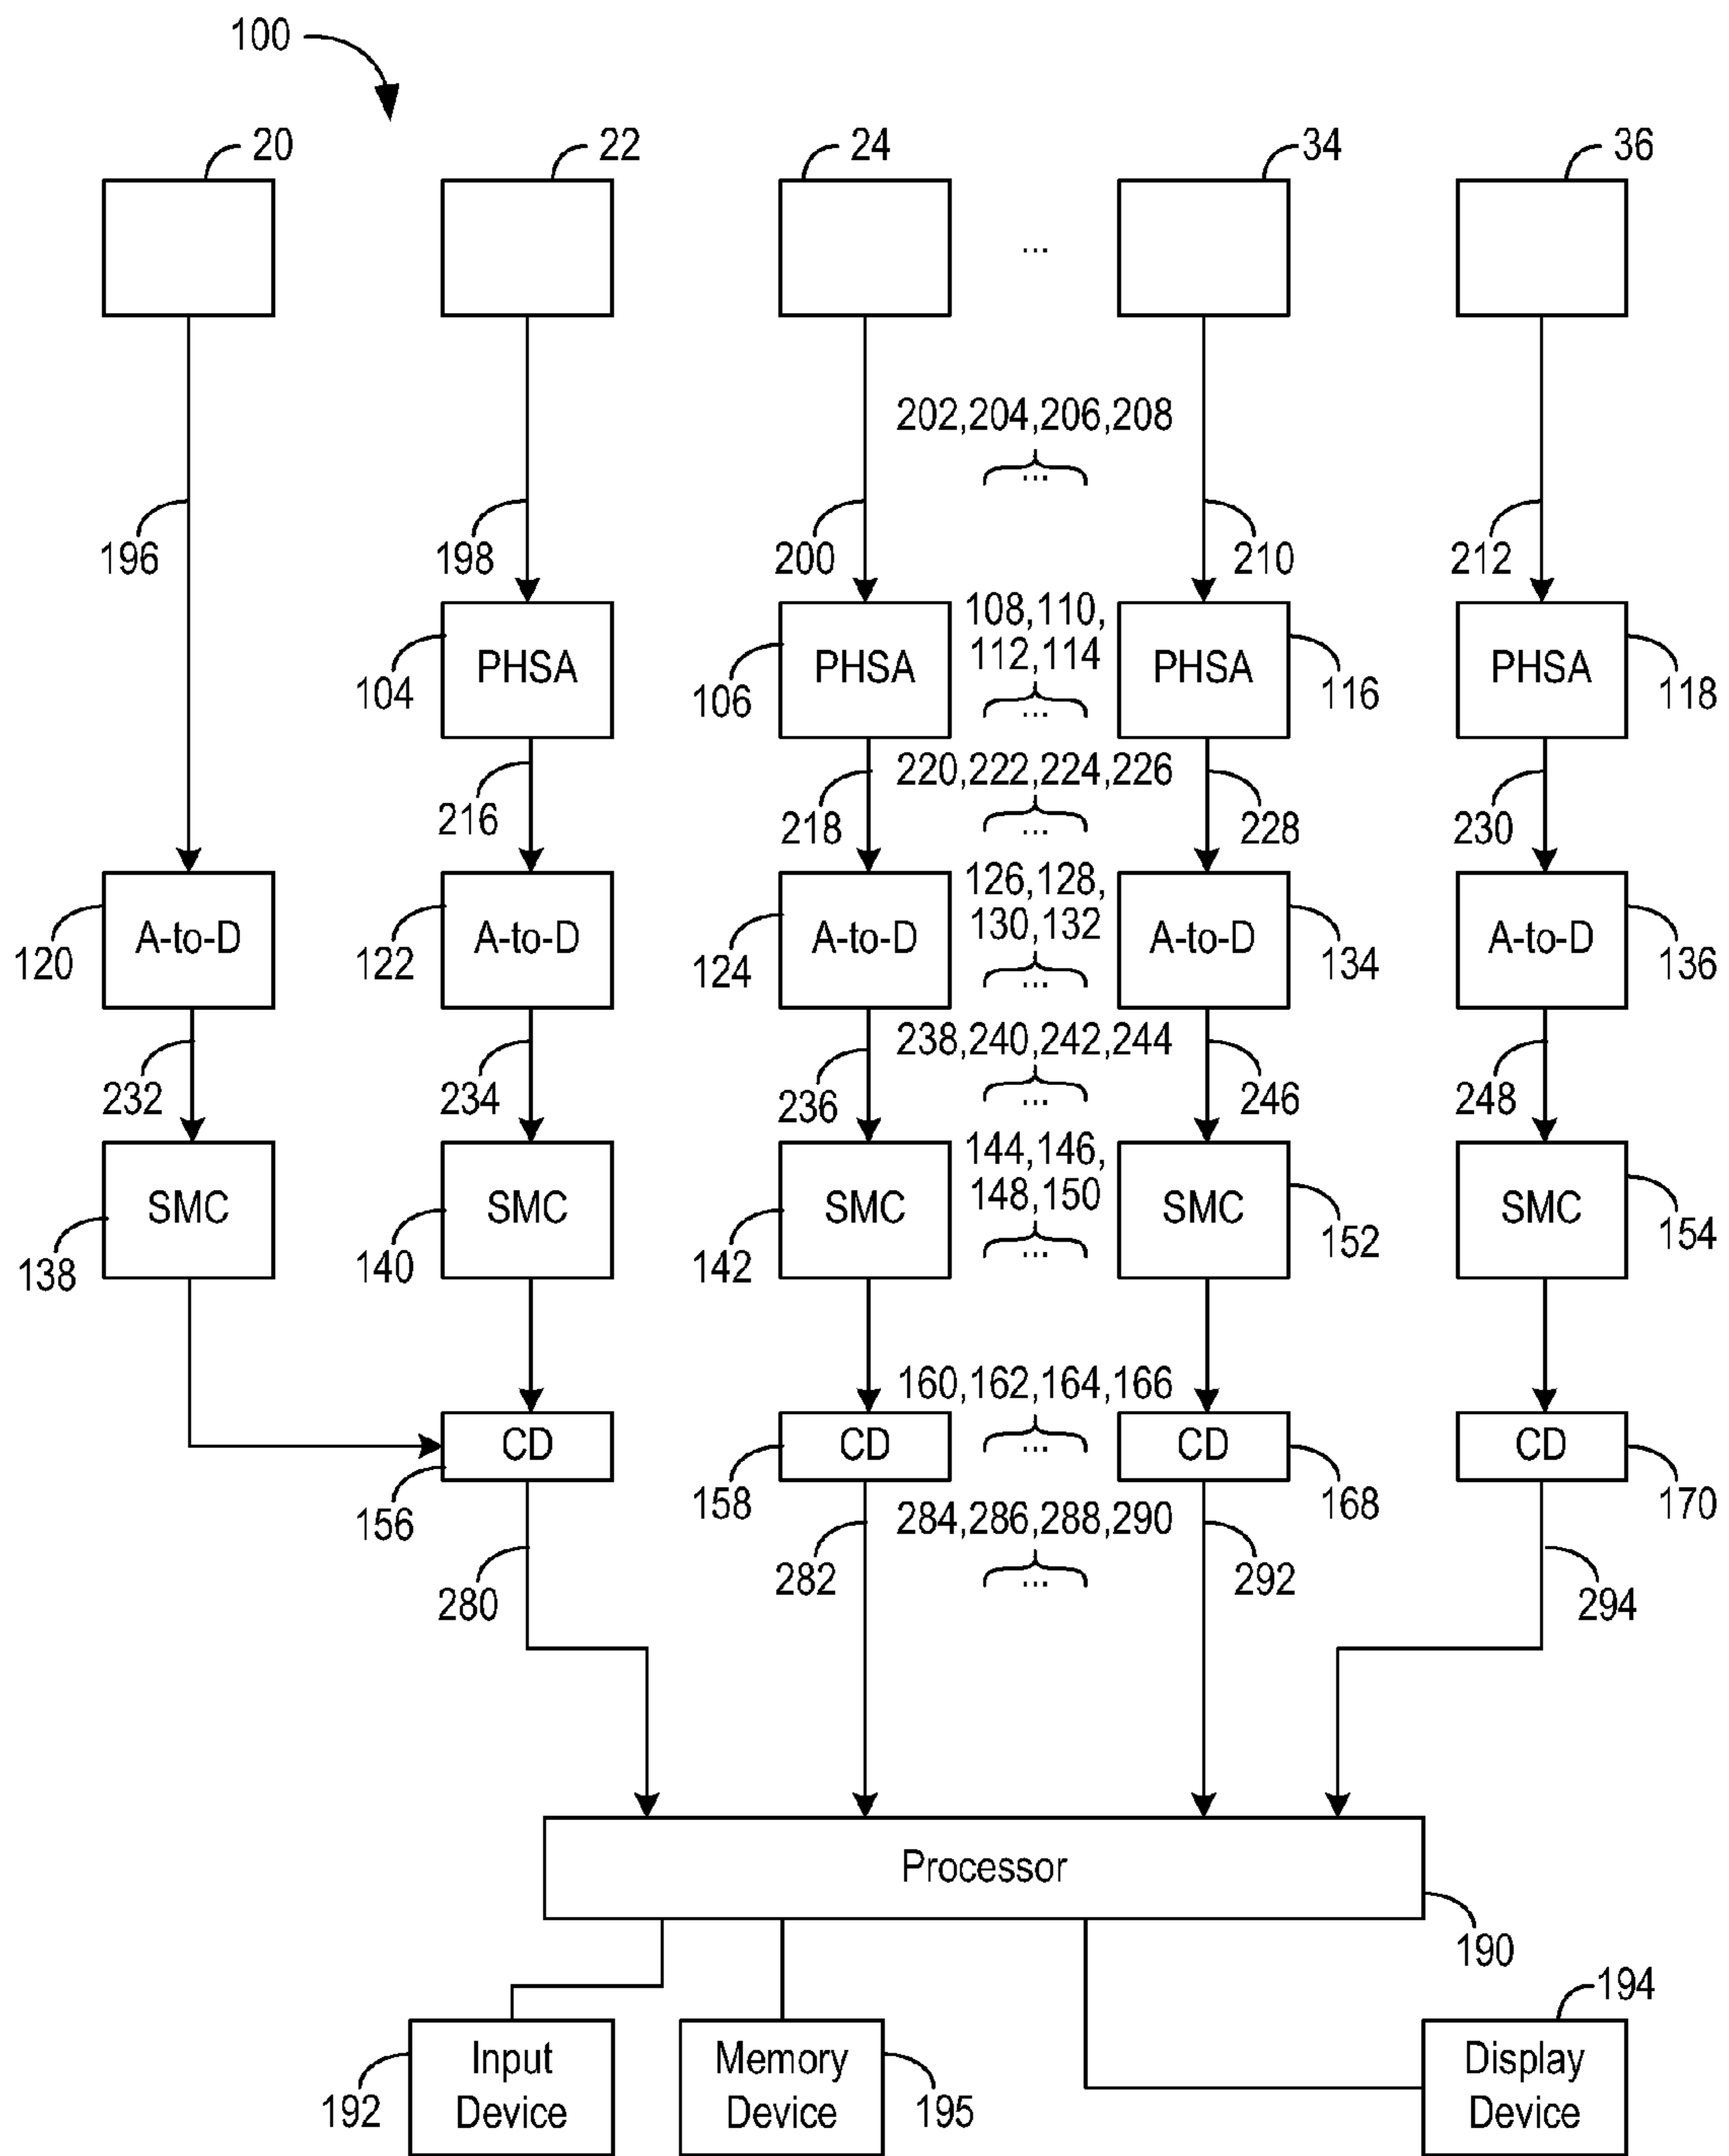 100
20 22 24 34 36
...
202,204,206,208
...
196 198 200 210 212
108,110,
PHSA PHSA 112,114 PHSA PHSA
104 106 ... 116 118
220,222,224,226
216 218 ... 228 230
126,128,
A-to-D A-to-D A-to-D 130,132 A-to-D A-to-D
120 122 124 ... 134 136
238,240,242,244
232 234 236 ... 246 248
144,146,
SMC SMC SMC 148,150 SMC SMC
138 140 142 ... 152 154
160,162,164,166
CD CD ... CD CD
156 158 284,286,288,290 168 170
280 282 ... 292 294
Processor
190
194
Input Memory Display
192 Device Device 195 Device